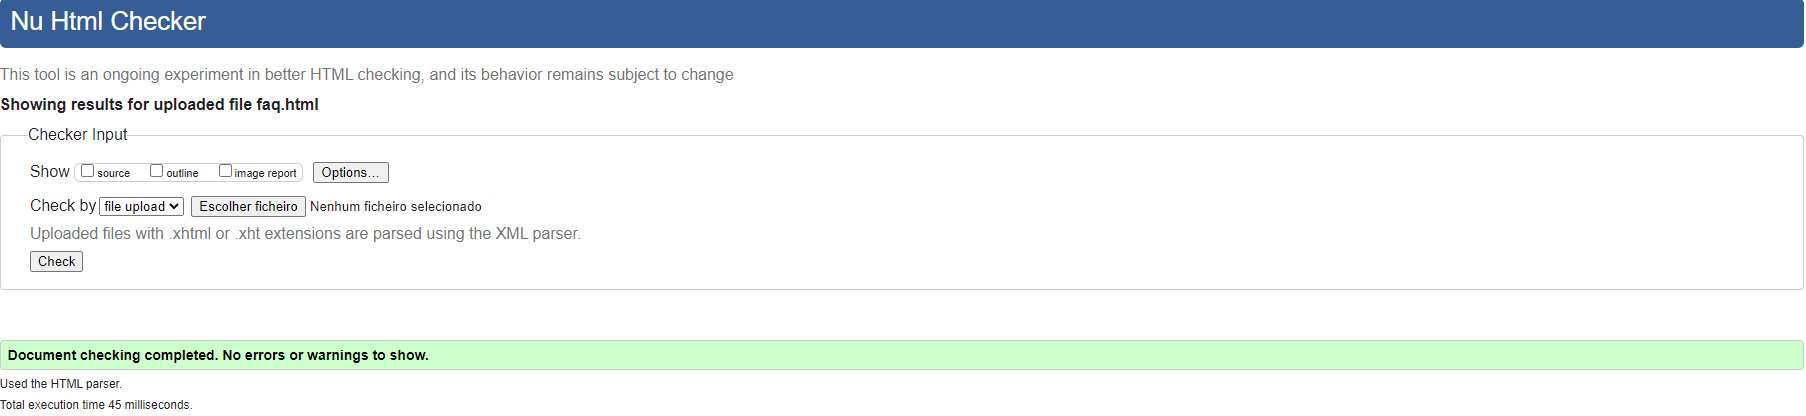 Nu Html Checker
This tool is an ongoing experiment in better HTML checking, and its behavior remains subject to change
Showing results for uploaded file faq.html
Checker Input
Show source outline image report Options...
Check by file upload Escolher ficheiro Nenhum ficheiro selecionado
Uploaded files with .xhtml or .xht extensions are parsed using the XML parser.
Check
Document checking completed. No errors or warnings to show.
Used the HTML parser.
Total execution time 45 milliseconds.